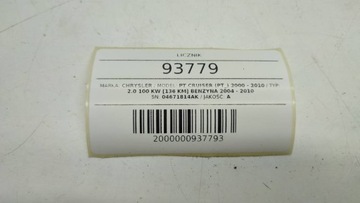 LICZNIK
93779
MARKA: CHRYSLER / MODEL: PT CRUISER (PT_) 2000 - 2010 / TYP:
2.0 100 KW [136 KM] BENZYNA 2004 - 2010
SN: 04671814AK / JAKOŚĆ: A
2000000937793